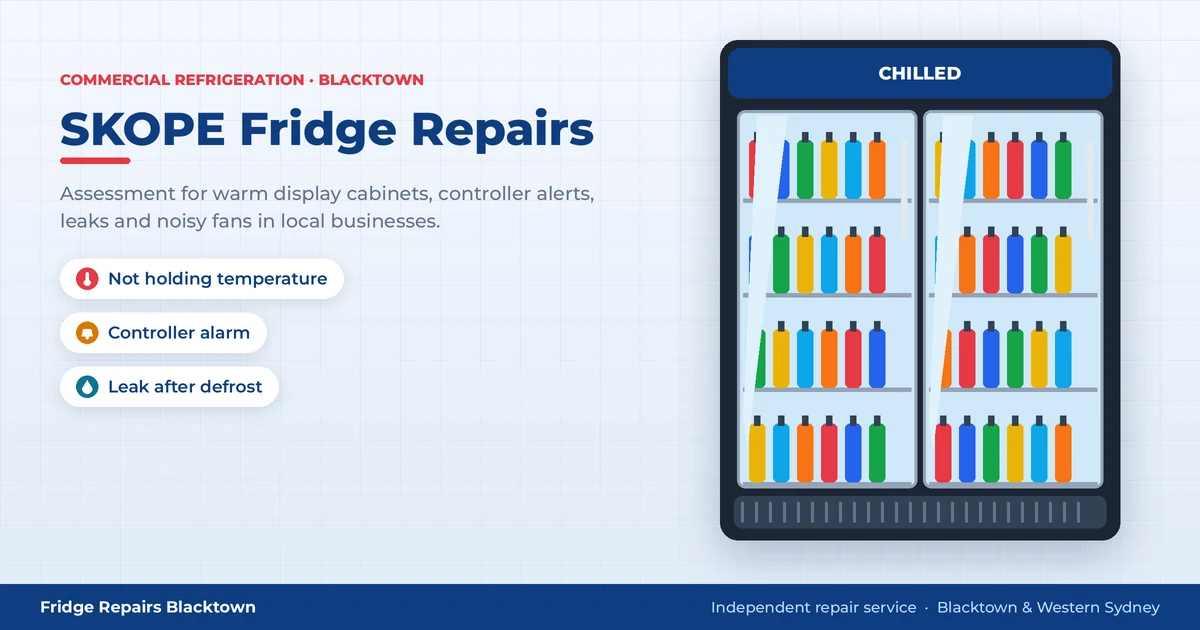 COMMERCIAL REFRIGERATION · BLACKTOWN
SKOPE Fridge Repairs
Assessment for warm display cabinets, controller alerts,
leaks and noisy fans in local businesses.
Not holding temperature
Controller alarm
Leak after defrost
CHILLED
Fridge Repairs Blacktown
Independent repair service · Blacktown & Western Sydney